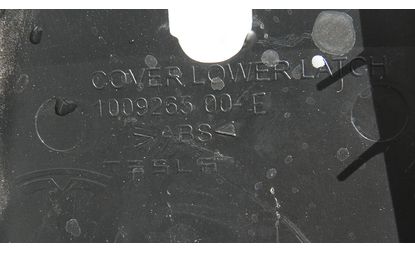 COVER LOWER LATCH
1009265-00-E
>ABS<
TESLA